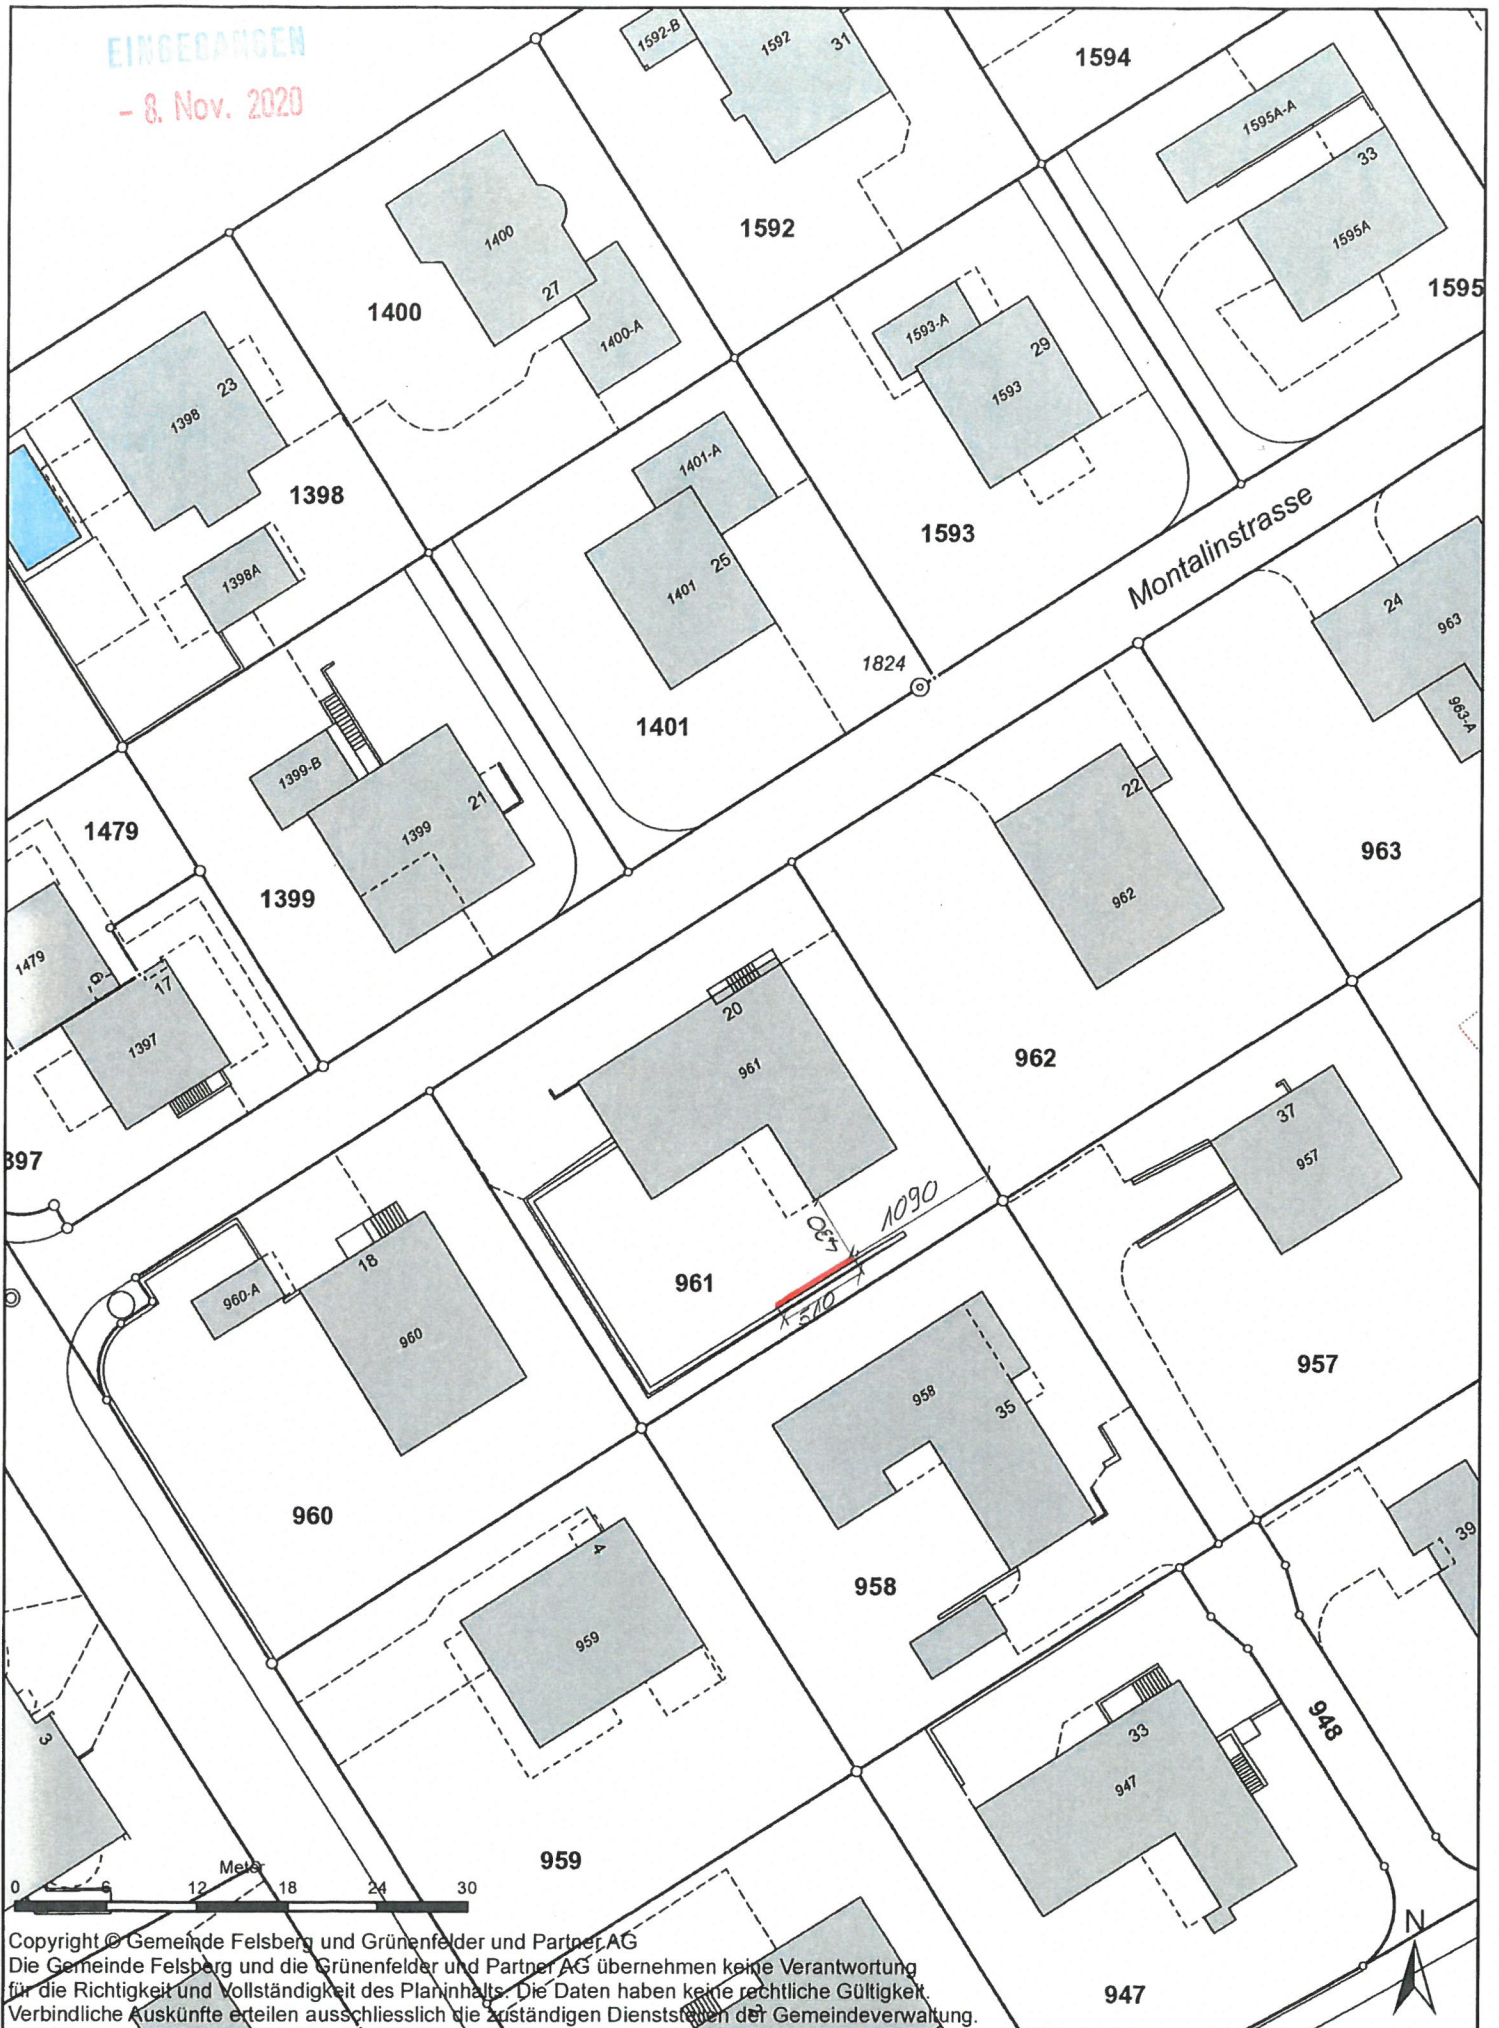 EINGEGANGEN
- 8. Nov. 2020
1592-B
1592
31
1594
1595A-A
33
1595A
1595
1592
1400
27
1400-A
1400
1593-A
29
1593
23
1398
1398
1401-A
25
1401
1593
Montalinstrasse
1398A
24
963
963-A
1824
1401
1399-B
21
1399
22
962
963
1479
1399
1479
17
1397
20
961
962
397
37
957
1090
430
961
510
18
960-A
960
957
958
35
960
4
39
958
959
3
948
33
947
959
Meter
0 6 12 18 24 30
N
947
Copyright © Gemeinde Felsberg und Grünenfelder und Partner AG
Die Gemeinde Felsberg und die Grünenfelder und Partner AG übernehmen keine Verantwortung
für die Richtigkeit und Vollständigkeit des Planinhalts. Die Daten haben keine rechtliche Gültigkeit.
Verbindliche Auskünfte erteilen ausschliesslich die zuständigen Dienststellen der Gemeindeverwaltung.